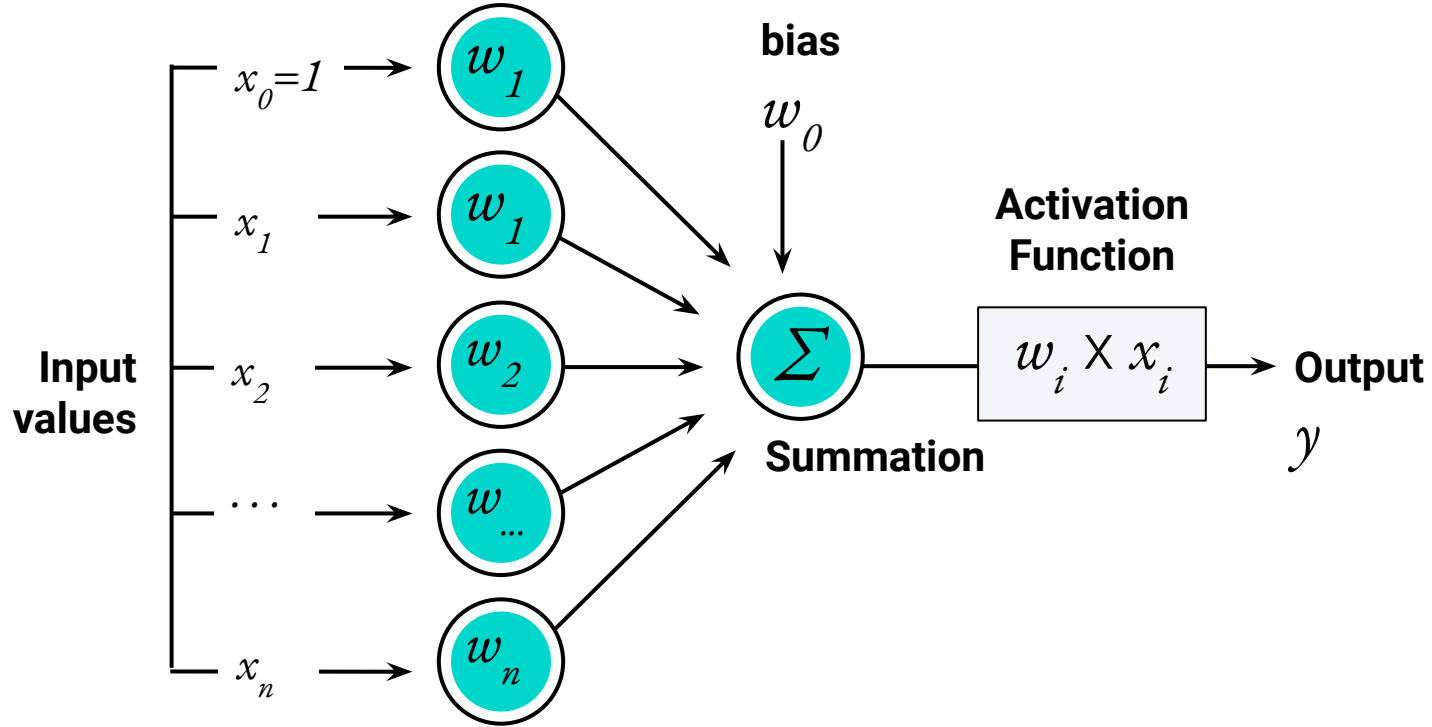 Input
values
x₀=1
x₁
x₂
...
xₙ
w₁
w₁
w₂
w...
wₙ
bias
w₀
Σ
Summation
Activation
Function
wᵢ X xᵢ
Output
y